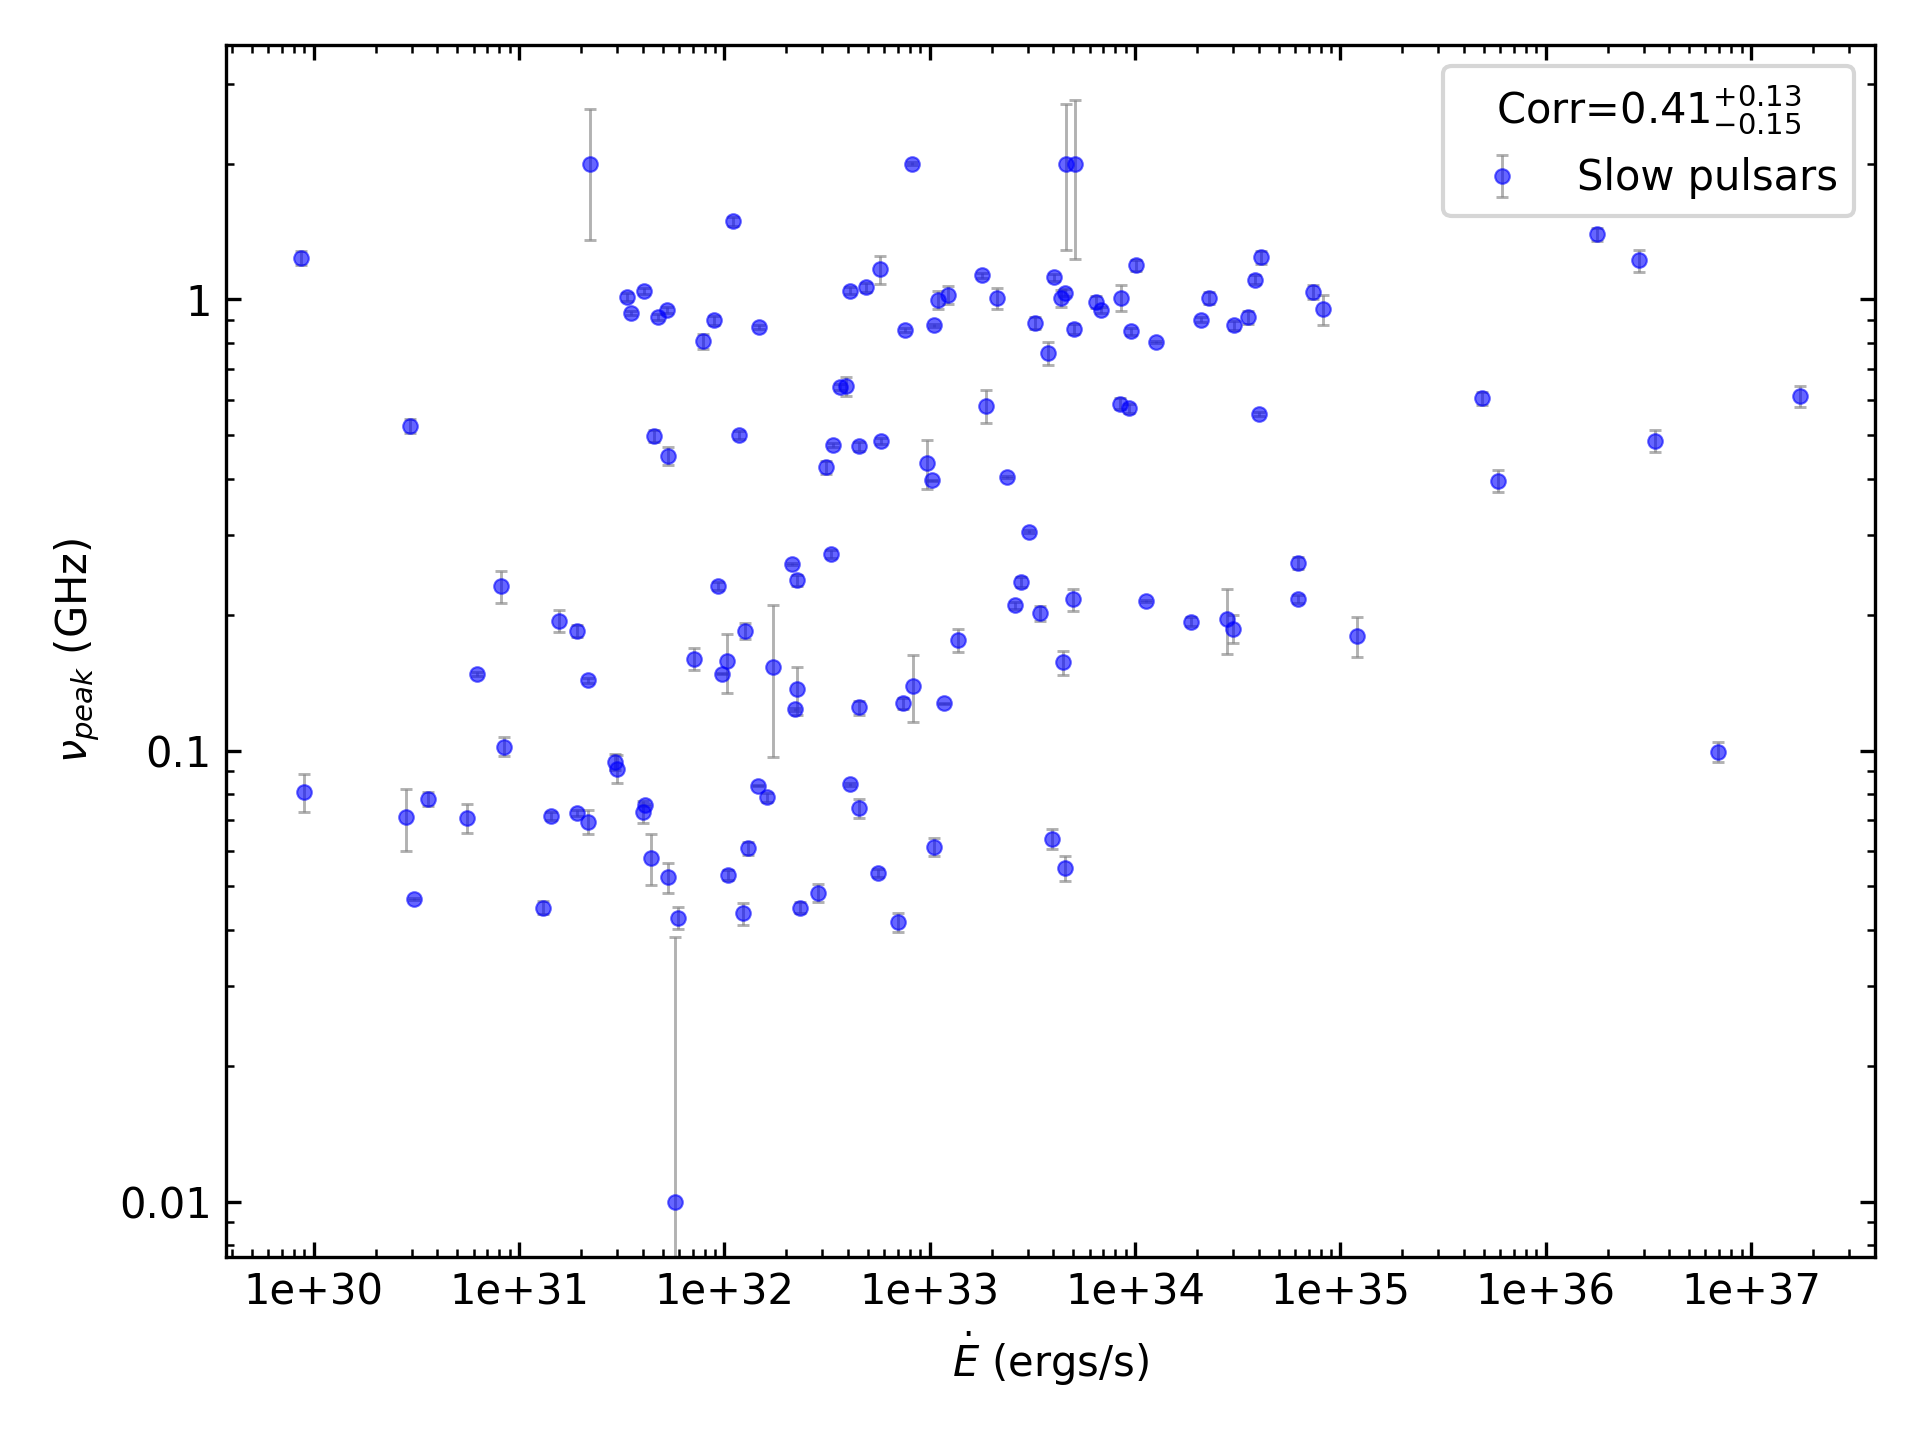 Corr=0.41^{+0.13}_{−0.15}
Slow pulsars
ν_{peak} (GHz)
1
0.1
0.01
1e+30 1e+31 1e+32 1e+33 1e+34 1e+35 1e+36 1e+37
Ė (ergs/s)